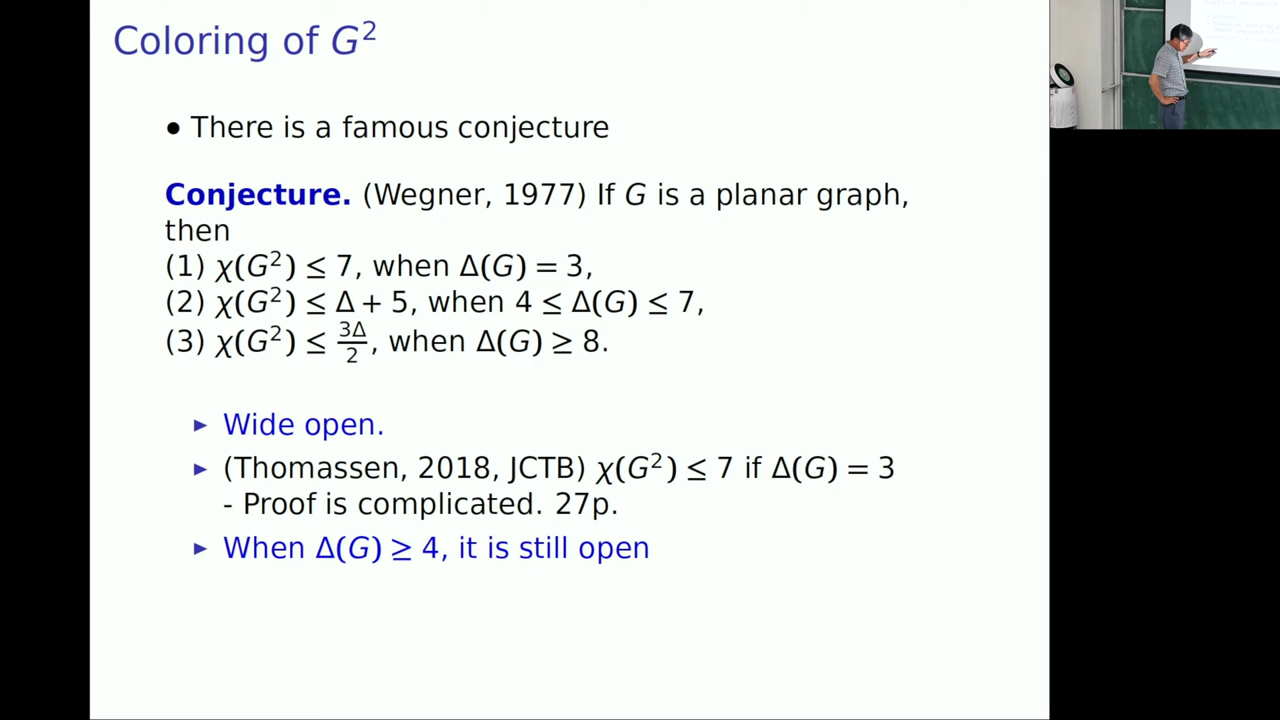 Coloring of G²
• There is a famous conjecture
Conjecture. (Wegner, 1977) If G is a planar graph,
then
(1) χ(G²) ≤ 7, when Δ(G) = 3,
(2) χ(G²) ≤ Δ + 5, when 4 ≤ Δ(G) ≤ 7,
(3) χ(G²) ≤ 3Δ/2, when Δ(G) ≥ 8.
▶ Wide open.
▶ (Thomassen, 2018, JCTB) χ(G²) ≤ 7 if Δ(G) = 3
- Proof is complicated. 27p.
▶ When Δ(G) ≥ 4, it is still open